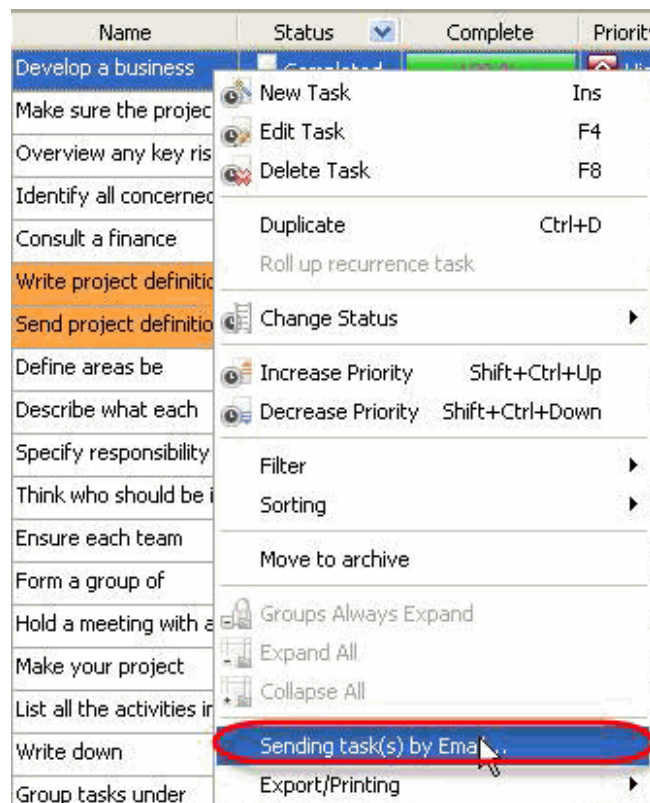 Name Status Complete Priorit
Develop a business Completed 100 %
New Task Ins
Make sure the projec
Edit Task F4
Overview any key ris
Delete Task F8
Identify all concerned
Duplicate Ctrl+D
Consult a finance
Roll up recurrence task
Write project definitio
Send project definitio
Change Status
Define areas be
Increase Priority Shift+Ctrl+Up
Describe what each
Decrease Priority Shift+Ctrl+Down
Specify responsibility
Filter
Think who should be i
Sorting
Ensure each team
Move to archive
Form a group of
Hold a meeting with a
Groups Always Expand
Make your project
Expand All
Collapse All
List all the activities in
Write down
Sending task(s) by Ema
Export/Printing
Group tasks under